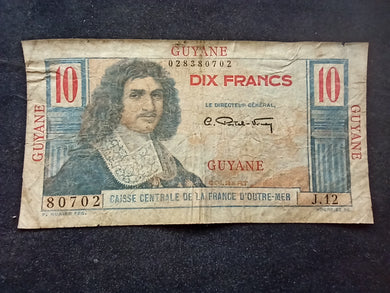 GUYANE
028380702
10
DIX FRANCS
10
LE DIRECTEUR GÉNÉRAL,
GUYANE
GUYANE
GUYANE
COLBERT
80702
CAISSE CENTRALE DE LA FRANCE D'OUTRE-MER
J.12